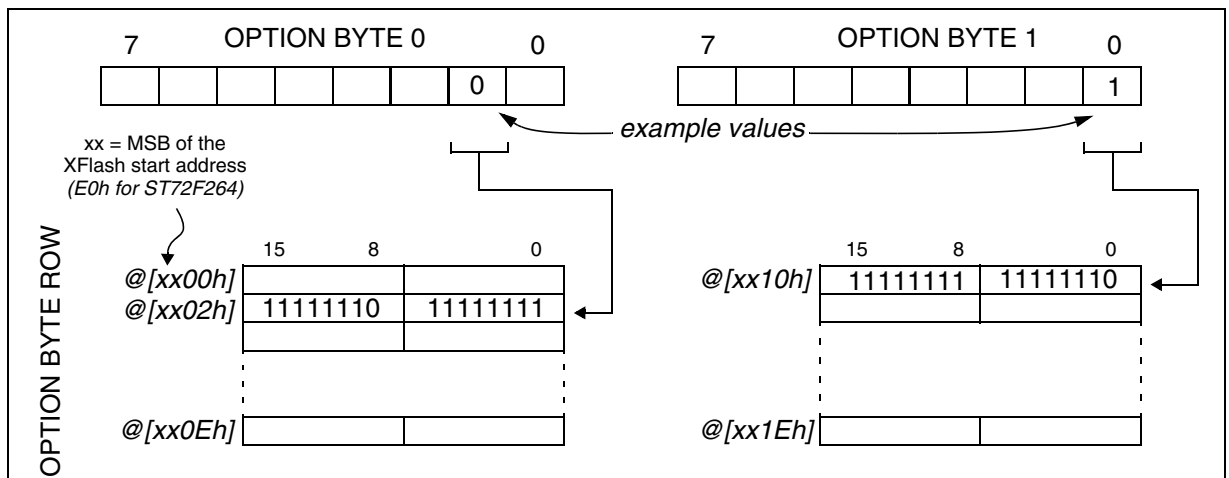 7 OPTION BYTE 0 0
7 OPTION BYTE 1 0
0
1
example values
xx = MSB of the
XFlash start address
(E0h for ST72F264)
OPTION BYTE ROW
15 8 0
@[xx00h]
@[xx02h] 11111110 11111111
@[xx0Eh]
15 8 0
@[xx10h] 11111111 11111110
@[xx1Eh]